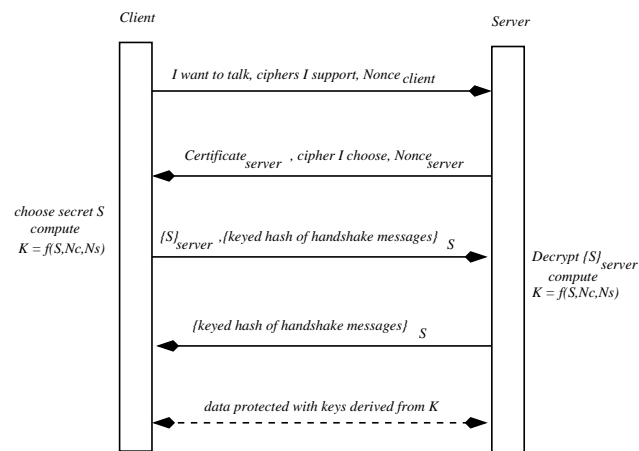 Client
Server
I want to talk, ciphers I support, Nonce client
Certificate server , cipher I choose, Nonce server
choose secret S
compute
K = f(S,Nc,Ns)
{S} server ,{keyed hash of handshake messages} S
Decrypt {S} server
compute
K = f(S,Nc,Ns)
{keyed hash of handshake messages} S
data protected with keys derived from K